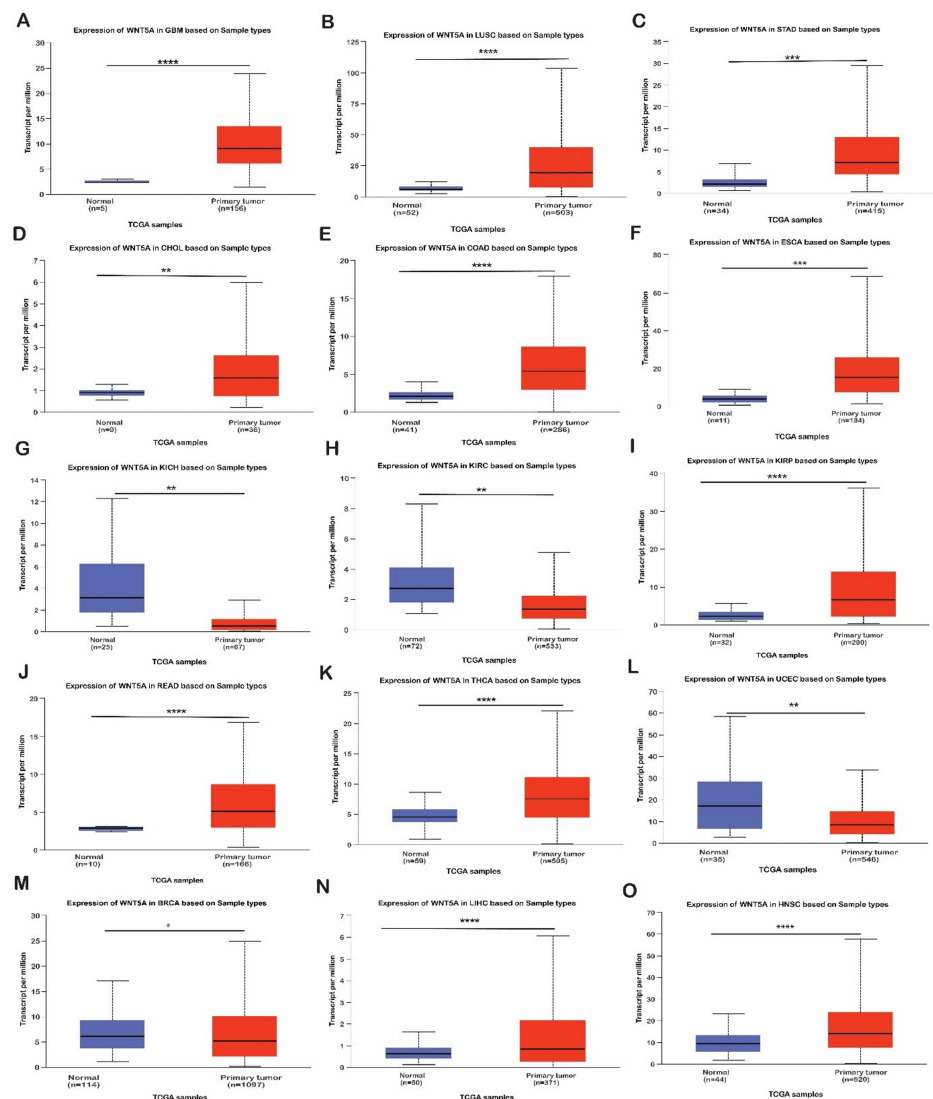 A
Expression of WNT5A in GBM based on Sample types
****
Transcript per million
30
25
20
15
10
5
0
Normal
(n=5)
Primary tumor
(n=156)
TCGA samples
B
Expression of WNT5A in LUSC based on Sample types
****
Transcript per million
125
100
75
50
25
0
Normal
(n=52)
Primary tumor
(n=503)
TCGA samples
C
Expression of WNT5A in STAD based on Sample types
***
Transcript per million
35
30
25
20
15
10
5
0
Normal
(n=34)
Primary tumor
(n=415)
TCGA samples
D
Expression of WNT5A in CHOL based on Sample types
**
Transcript per million
7
6
5
4
3
2
1
0
Normal
(n=9)
Primary tumor
(n=36)
TCGA samples
E
Expression of WNT5A in COAD based on Sample types
****
Transcript per million
20
15
10
5
0
Normal
(n=41)
Primary tumor
(n=286)
TCGA samples
F
Expression of WNT5A in ESCA based on Sample types
***
Transcript per million
80
60
40
20
0
Normal
(n=11)
Primary tumor
(n=184)
TCGA samples
G
Expression of WNT5A in KICH based on Sample types
**
Transcript per million
14
12
10
8
6
4
2
0
Normal
(n=25)
Primary tumor
(n=67)
TCGA samples
H
Expression of WNT5A in KIRC based on Sample types
**
Transcript per million
10
8
6
4
2
0
Normal
(n=72)
Primary tumor
(n=533)
TCGA samples
I
Expression of WNT5A in KIRP based on Sample types
****
Transcript per million
40
30
20
10
0
Normal
(n=32)
Primary tumor
(n=290)
TCGA samples
J
Expression of WNT5A in READ based on Sample types
****
Transcript per million
20
15
10
5
0
Normal
(n=10)
Primary tumor
(n=166)
TCGA samples
K
Expression of WNT5A in THCA based on Sample types
****
Transcript per million
25
20
15
10
5
0
Normal
(n=59)
Primary tumor
(n=505)
TCGA samples
L
Expression of WNT5A in UCEC based on Sample types
**
Transcript per million
70
60
50
40
30
20
10
0
Normal
(n=35)
Primary tumor
(n=546)
TCGA samples
M
Expression of WNT5A in BRCA based on Sample types
*
Transcript per million
30
25
20
15
10
5
0
Normal
(n=114)
Primary tumor
(n=1097)
TCGA samples
N
Expression of WNT5A in LIHC based on Sample types
****
Transcript per million
7
6
5
4
3
2
1
0
Normal
(n=50)
Primary tumor
(n=371)
TCGA samples
O
Expression of WNT5A in HNSC based on Sample types
****
Transcript per million
70
60
50
40
30
20
10
0
Normal
(n=44)
Primary tumor
(n=520)
TCGA samples